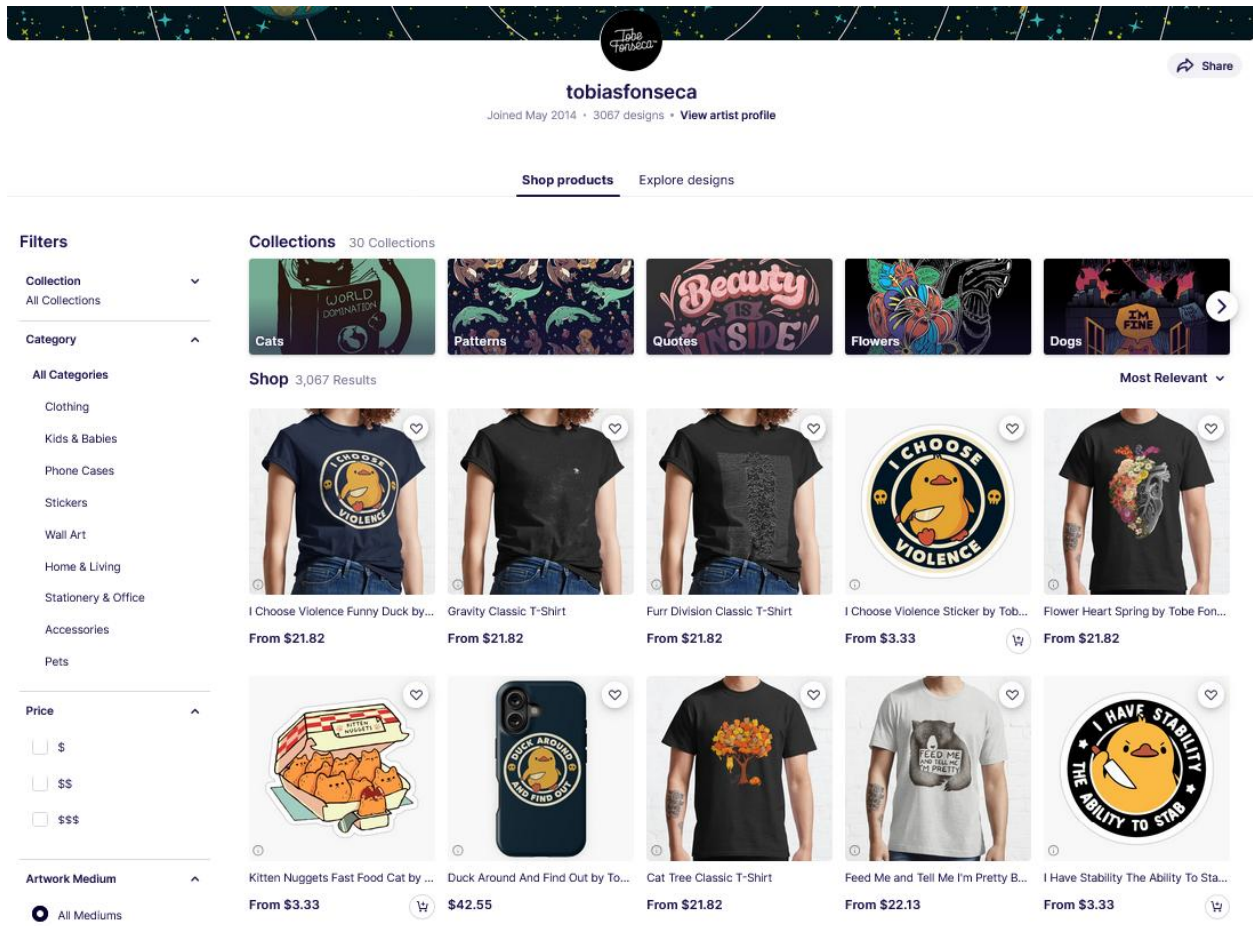 Tobe
Fonseca
Share
tobiasfonseca
Joined May 2014 • 3067 designs • View artist profile
Shop products
Explore designs
Filters
Collection
All Collections
Category
All Categories
Clothing
Kids & Babies
Phone Cases
Stickers
Wall Art
Home & Living
Stationery & Office
Accessories
Pets
Price
$
$$
$$$
Artwork Medium
All Mediums
Collections 30 Collections
WORLD
DOMINATION
Cats
Patterns
Beauty
IS
INSIDE
Quotes
Flowers
I'M
FINE
Dogs
Shop 3,067 Results
Most Relevant
I CHOOSE
VIOLENCE
I CHOOSE
VIOLENCE
I Choose Violence Funny Duck by...
From $21.82
Gravity Classic T-Shirt
From $21.82
Furr Division Classic T-Shirt
From $21.82
I Choose Violence Sticker by Tob...
From $3.33
Flower Heart Spring by Tobe Fon...
From $21.82
KITTEN
NUGGETS
DUCK AROUND
AND FIND OUT
FEED ME
AND TELL ME
I'M PRETTY
I HAVE STABILITY
THE ABILITY TO STAB
Kitten Nuggets Fast Food Cat by ...
From $3.33
Duck Around And Find Out by To...
$42.55
Cat Tree Classic T-Shirt
From $21.82
Feed Me and Tell Me I'm Pretty B...
From $22.13
I Have Stability The Ability To Sta...
From $3.33